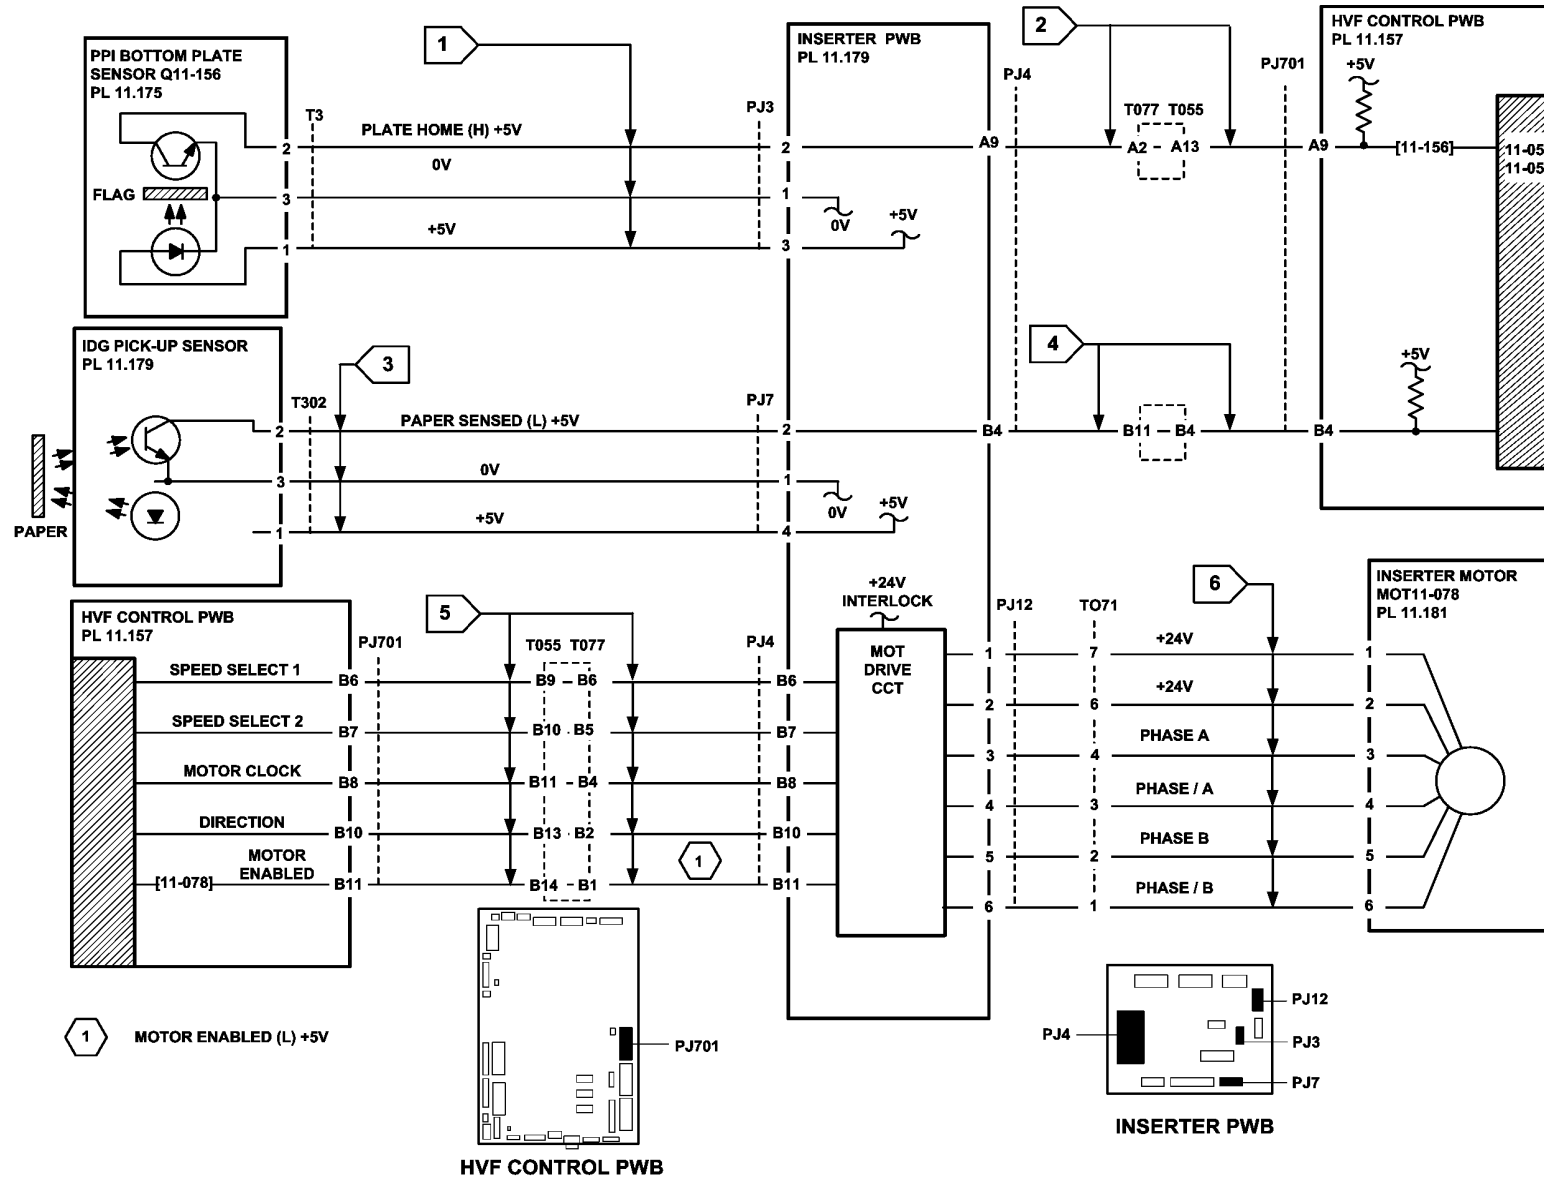 PPI BOTTOM PLATE
SENSOR Q11-156
PL 11.175
FLAG
2
3
1
T3
1
PLATE HOME (H) +5V
0V
+5V
PJ3
2
1
3
INSERTER PWB
PL 11.179
0V
+5V
A9
PJ4
2
T077 T055
A2 A13
PJ701
A9
HVF CONTROL PWB
PL 11.157
+5V
[11-156]
11-05
11-05
IDG PICK-UP SENSOR
PL 11.179
PAPER
2
3
1
T302
3
PAPER SENSED (L) +5V
0V
+5V
PJ7
2
1
4
0V
+5V
B4
4
B11 B4
B4
+5V
HVF CONTROL PWB
PL 11.157
PJ701
5
T055 T077
PJ4
SPEED SELECT 1
B6
B9 B6
B6
SPEED SELECT 2
B7
B10 B5
B7
MOTOR CLOCK
B8
B11 B4
B8
DIRECTION
B10
B13 B2
B10
MOTOR
ENABLED
[11-078]
B11
B14 B1
1
B11
+24V
INTERLOCK
MOT
DRIVE
CCT
PJ12
TO71
6
INSERTER MOTOR
MOT11-078
PL 11.181
1
7
+24V
1
2
6
+24V
2
3
4
PHASE A
3
4
3
PHASE / A
4
5
2
PHASE B
5
6
1
PHASE / B
6
1
MOTOR ENABLED (L) +5V
PJ701
HVF CONTROL PWB
PJ4
PJ12
PJ3
PJ7
INSERTER PWB